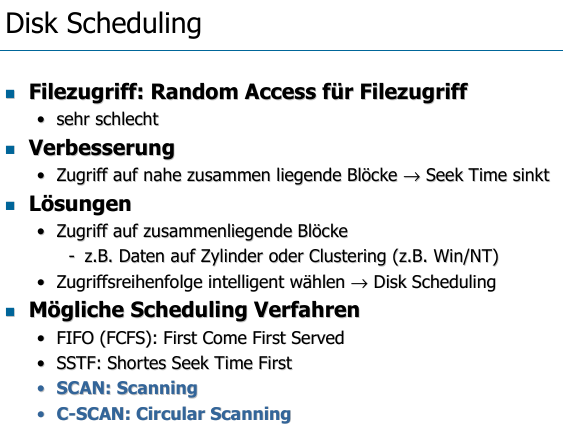 Disk Scheduling
■ Filezugriff: Random Access für Filezugriff
• sehr schlecht
■ Verbesserung
• Zugriff auf nahe zusammen liegende Blöcke → Seek Time sinkt
■ Lösungen
• Zugriff auf zusammenliegende Blöcke
- z.B. Daten auf Zylinder oder Clustering (z.B. Win/NT)
• Zugriffsreihenfolge intelligent wählen → Disk Scheduling
■ Mögliche Scheduling Verfahren
• FIFO (FCFS): First Come First Served
• SSTF: Shortes Seek Time First
• SCAN: Scanning
• C-SCAN: Circular Scanning